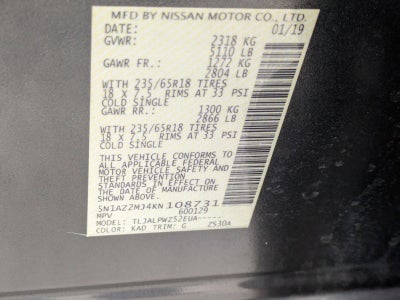 MFD BY NISSAN MOTOR CO., LTD.
DATE: 01/19
GVWR: 2318 KG
5110 LB
GAWR FR.: 1272 KG
2804 LB
WITH 235/65R18 TIRES
18 X 7.5 RIMS AT 33 PSI
COLD SINGLE
GAWR RR.: 1300 KG
2866 LB
WITH 235/65R18 TIRES
18 X 7.5 RIMS AT 33 PSI
COLD SINGLE
THIS VEHICLE CONFORMS TO
ALL APPLICABLE FEDERAL
MOTOR VEHICLE SAFETY
STANDARDS IN EFFECT ON
THE DATE OF MANUFACTURE
SHOWN ABOVE.
5N1AZ2MJ4KN108731
MPV 600129
MODEL: TLJALPWZ52EUA-----
COLOR: KAD TRIM: G Z5304